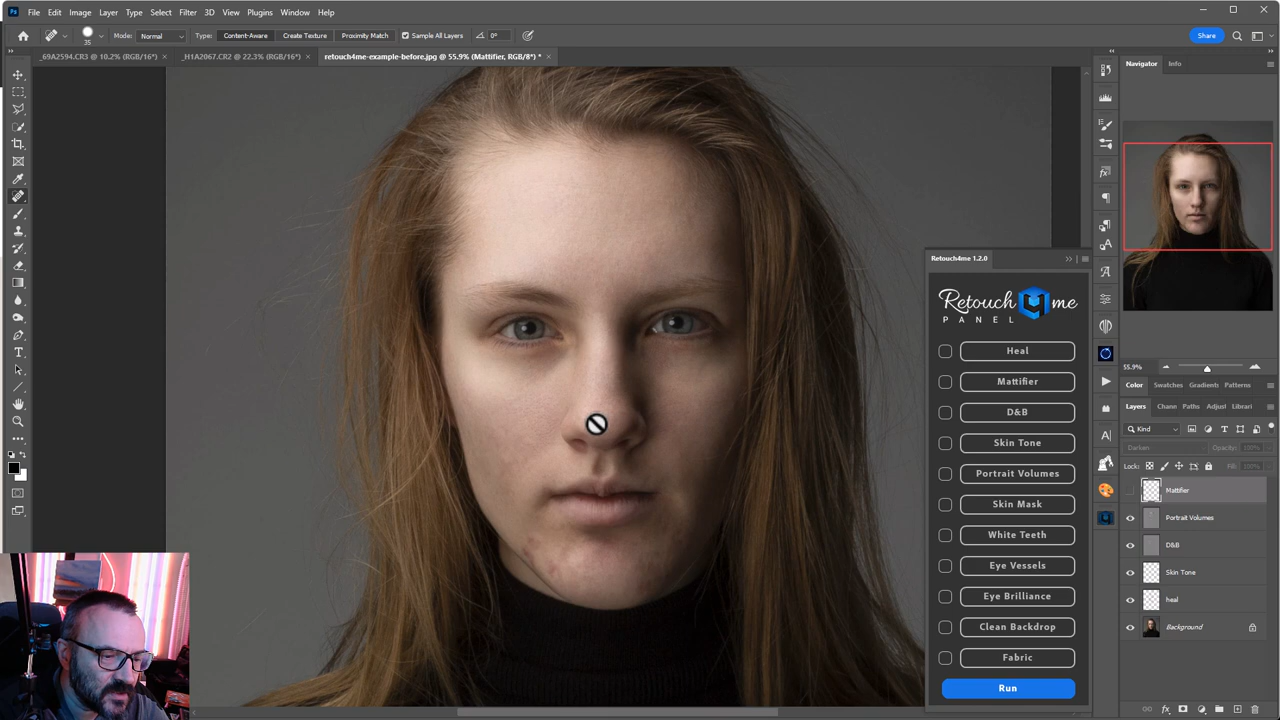 Ps File Edit Image Layer Type Select Filter 3D View Plugins Window Help
35 Mode: Normal Type: Content-Aware Create Texture Proximity Match Sample All Layers 0° Share
_69A2594.CR3 @ 10.2% (RGB/16*) _H1A2067.CR2 @ 22.3% (RGB/16*) retouch4me-example-before.jpg @ 55.9% (Mattifier, RGB/8*) *
Navigator Info
55.9%
Color Swatches Gradients Patterns
Layers Chann Paths Adjust Librari
Kind
Darken Opacity: 100%
Lock: Fill: 100%
Mattifier
Portrait Volumes
D&B
Skin Tone
heal
Background
Retouch4me 1.2.0
Retouch 4 me
PANEL
Heal
Mattifier
D&B
Skin Tone
Portrait Volumes
Skin Mask
White Teeth
Eye Vessels
Eye Brilliance
Clean Backdrop
Fabric
Run